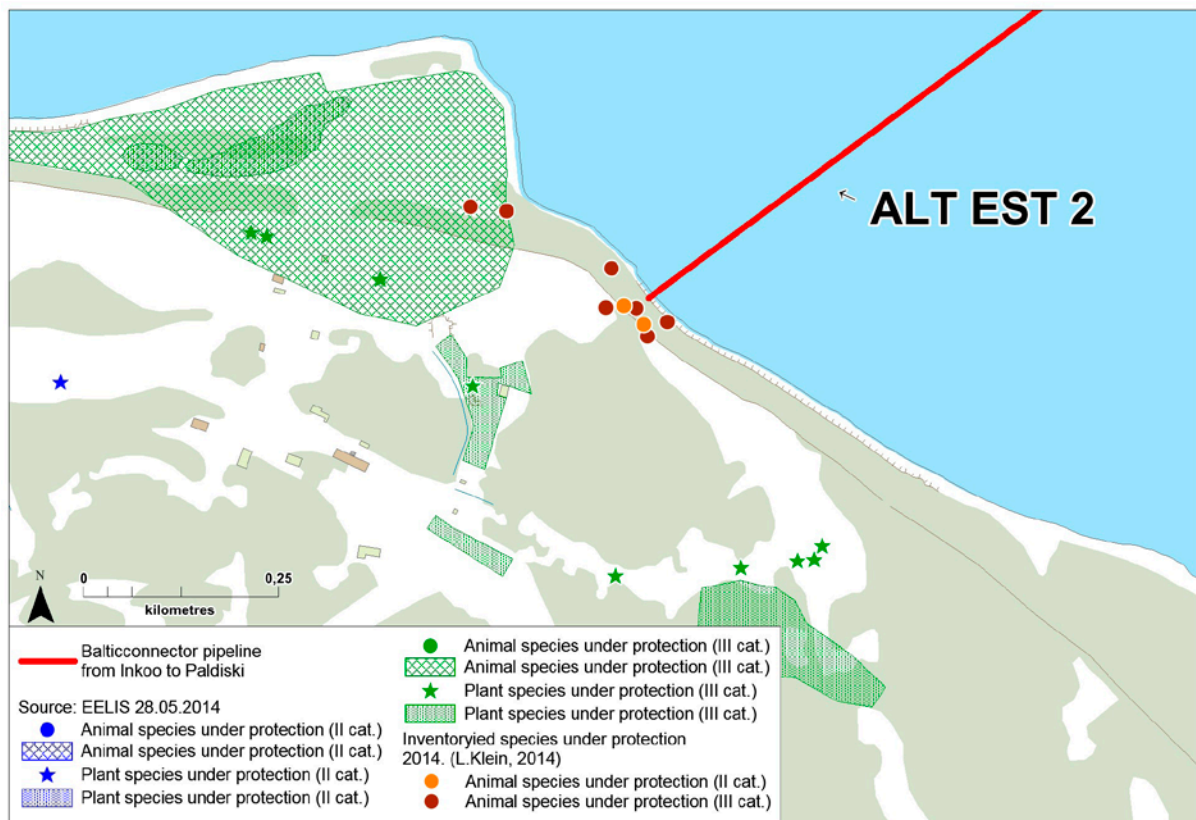 ALT EST 2
N
0 0,25
kilometres
Balticconnector pipeline
from Inkoo to Paldiski
Source: EELIS 28.05.2014
Animal species under protection (II cat.)
Animal species under protection (II cat.)
Plant species under protection (II cat.)
Plant species under protection (II cat.)
Animal species under protection (III cat.)
Animal species under protection (III cat.)
Plant species under protection (III cat.)
Plant species under protection (III cat.)
Inventoryied species under protection
2014. (L.Klein, 2014)
Animal species under protection (II cat.)
Animal species under protection (III cat.)